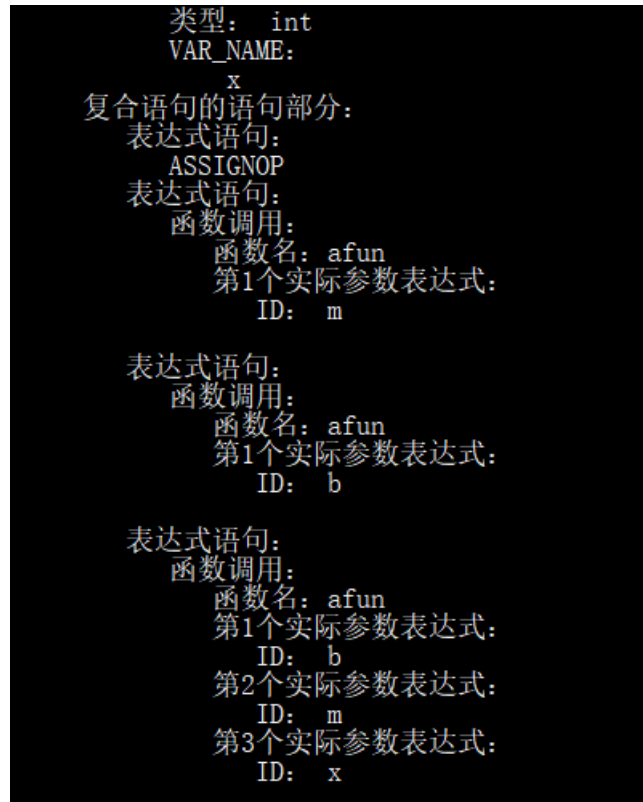 类型： int
VAR_NAME：
x
复合语句的语句部分：
表达式语句：
ASSIGNOP
表达式语句：
函数调用：
函数名：afun
第1个实际参数表达式：
ID： m
表达式语句：
函数调用：
函数名：afun
第1个实际参数表达式：
ID： b
表达式语句：
函数调用：
函数名：afun
第1个实际参数表达式：
ID： b
第2个实际参数表达式：
ID： m
第3个实际参数表达式：
ID： x